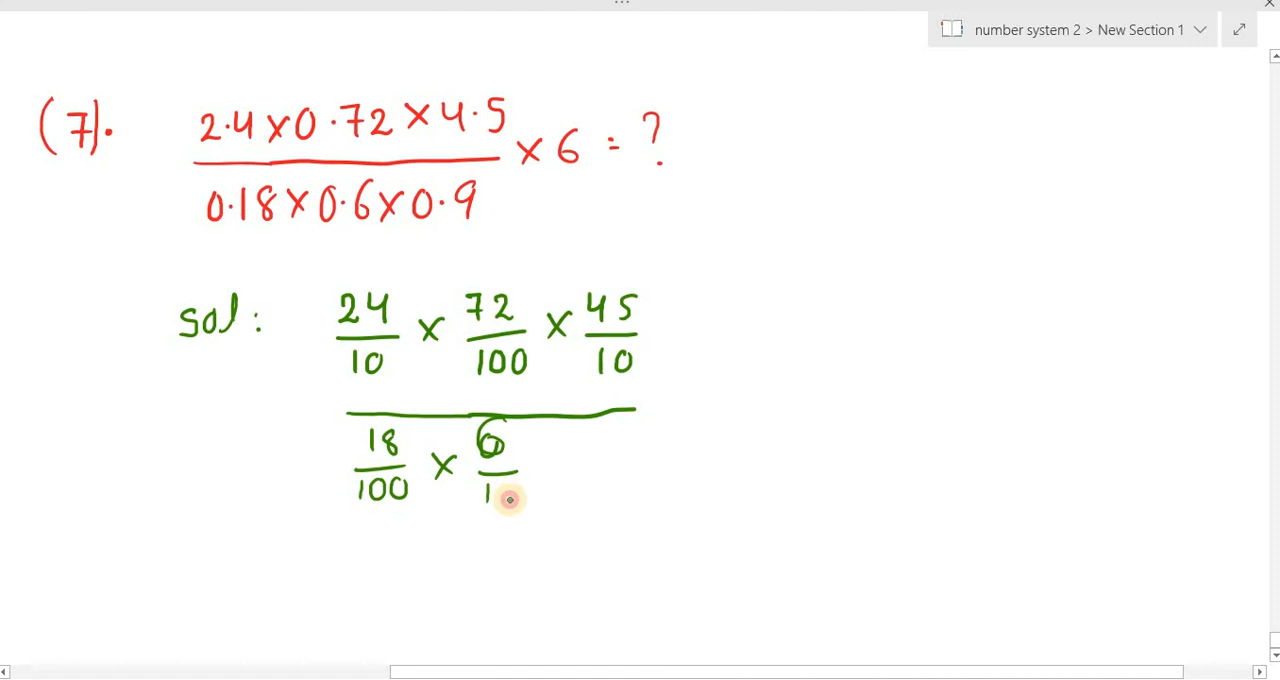 number system 2 > New Section 1
(7). 2.4 × 0.72 × 4.5 × 6 = ?
0.18 × 0.6 × 0.9
Sol: 24 × 72 × 45
10 100 10
18 × 6
100 1